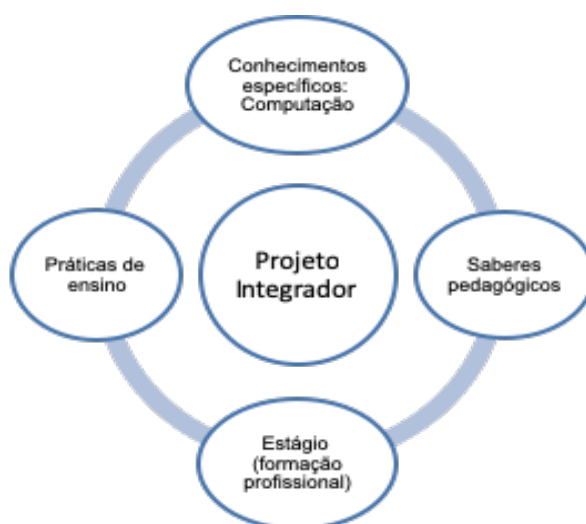 Conhecimentos
específicos:
Computação
Práticas de
ensino
Projeto
Integrador
Saberes
pedagógicos
Estágio
(formação
profissional)